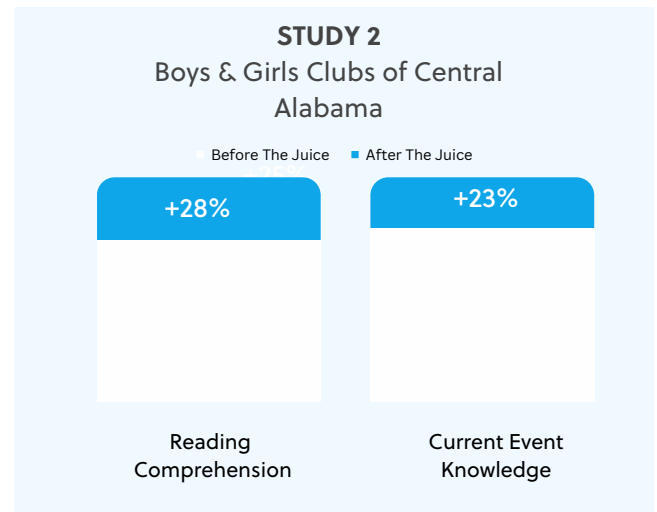 STUDY 2
Boys & Girls Clubs of Central
Alabama
Before The Juice After The Juice
+28%
+23%
Reading
Comprehension
Current Event
Knowledge